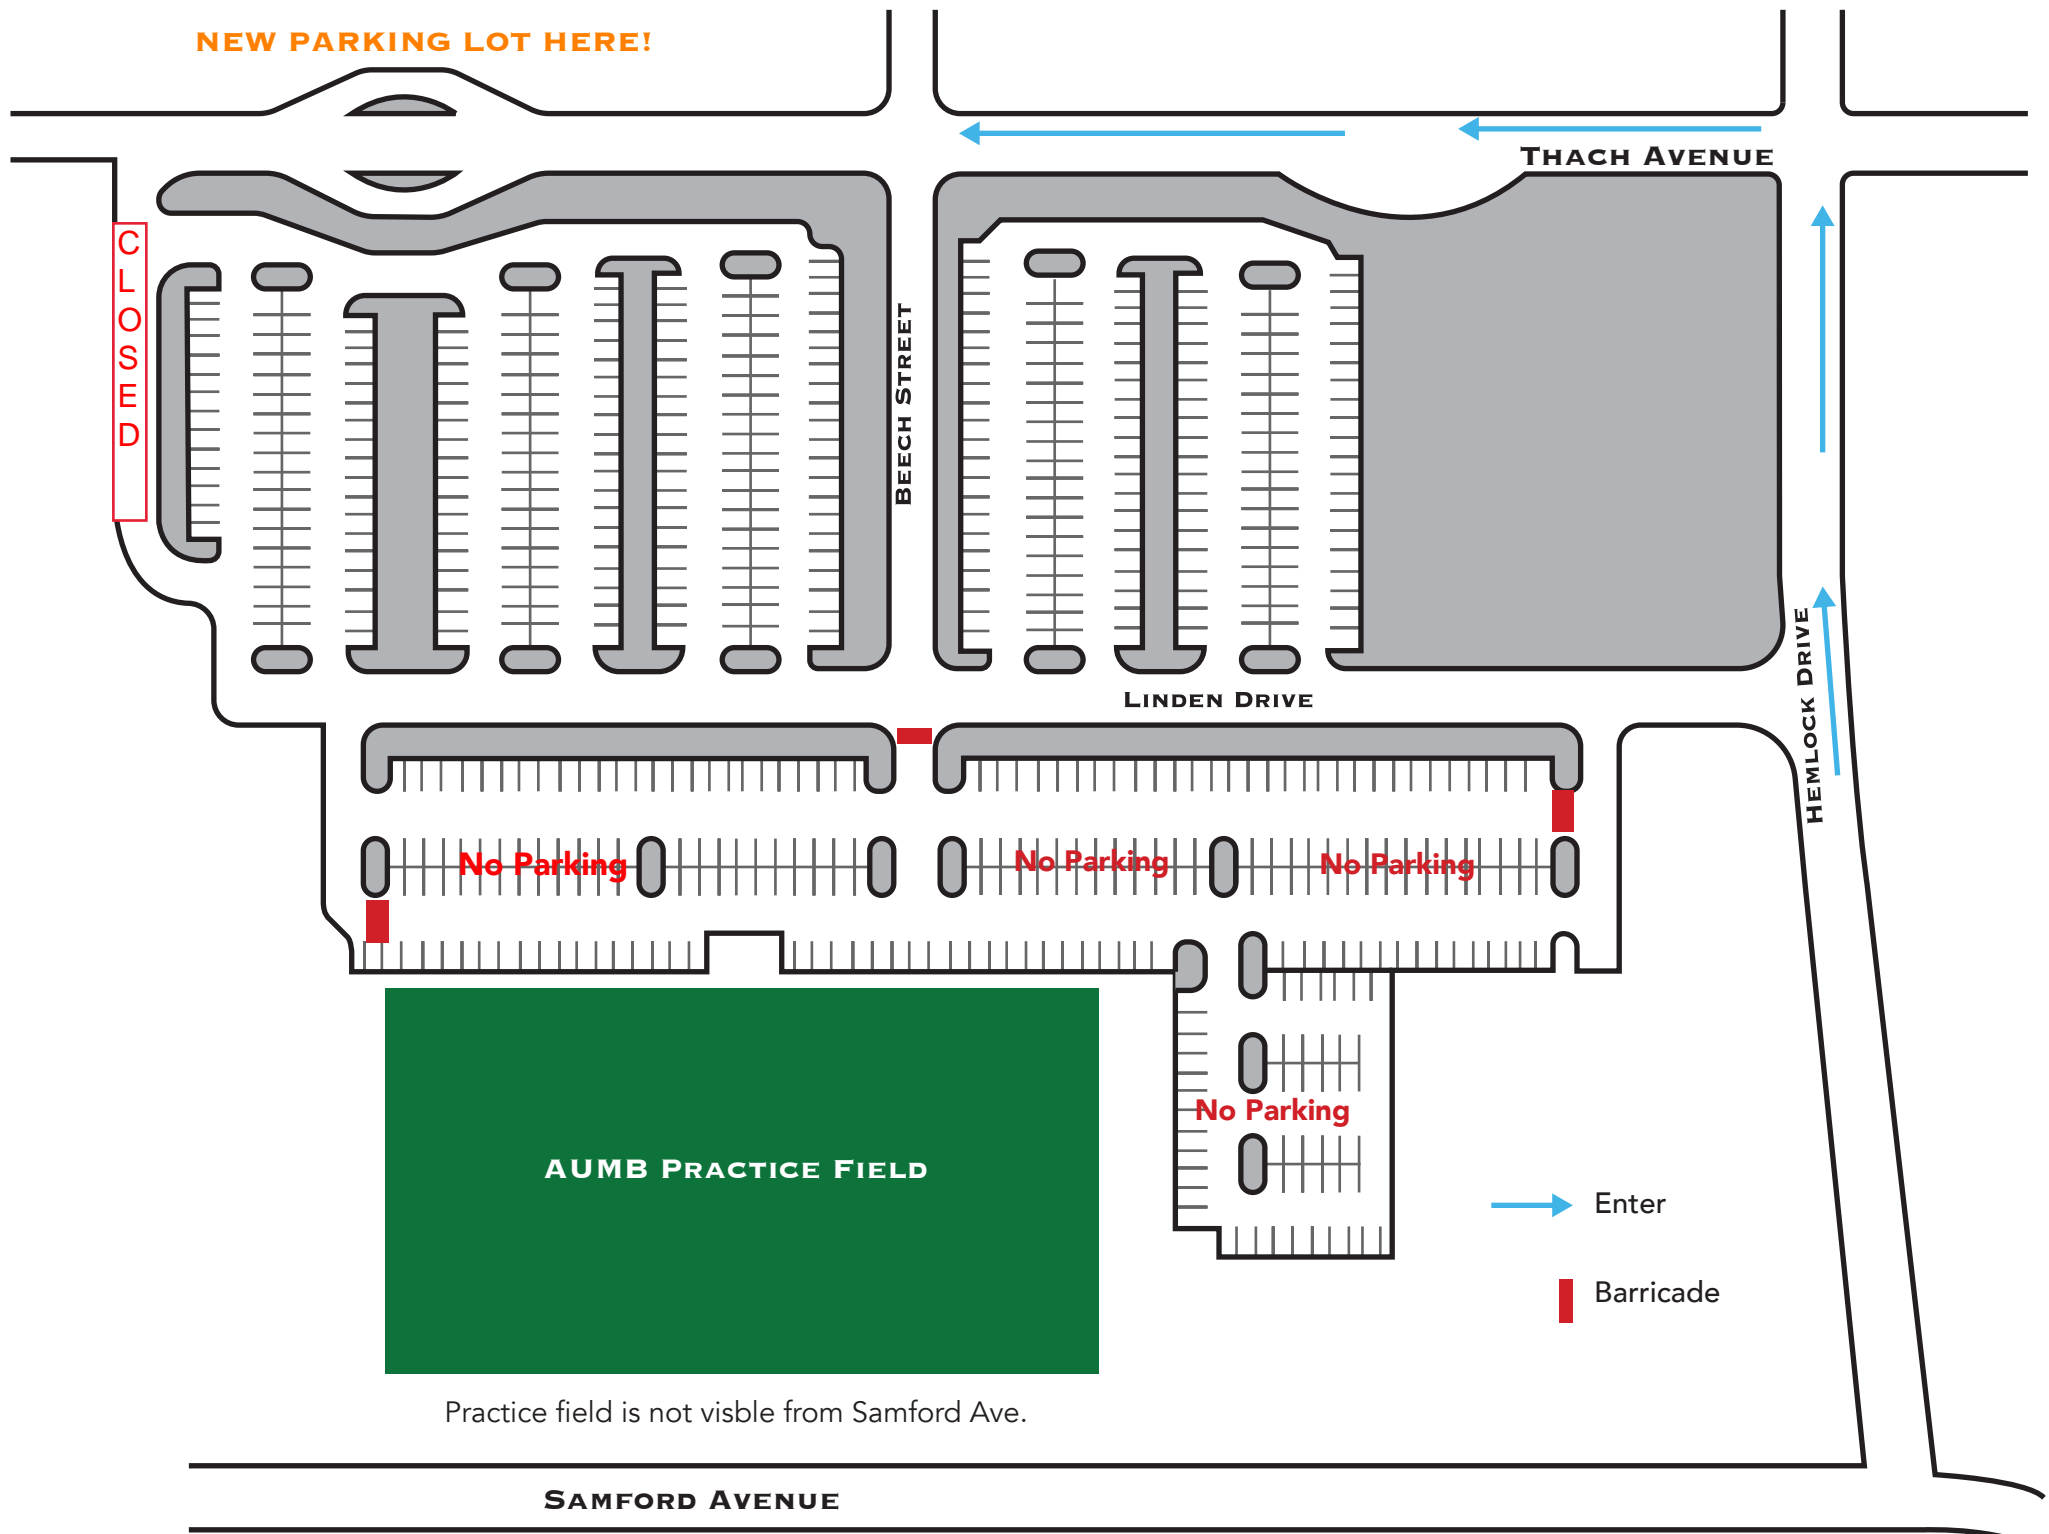 NEW PARKING LOT HERE!
THACH AVENUE
CLOSED
BEECH STREET
LINDEN DRIVE
HEMLOCK DRIVE
No Parking
No Parking
No Parking
No Parking
AUMB PRACTICE FIELD
Enter
Barricade
Practice field is not visble from Samford Ave.
SAMFORD AVENUE